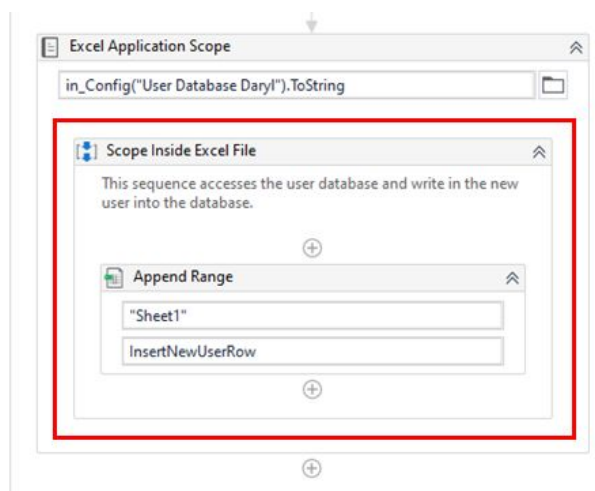 Excel Application Scope
in_Config("User Database Daryl").ToString
Scope Inside Excel File
This sequence accesses the user database and write in the new
user into the database.
Append Range
"Sheet1"
InsertNewUserRow